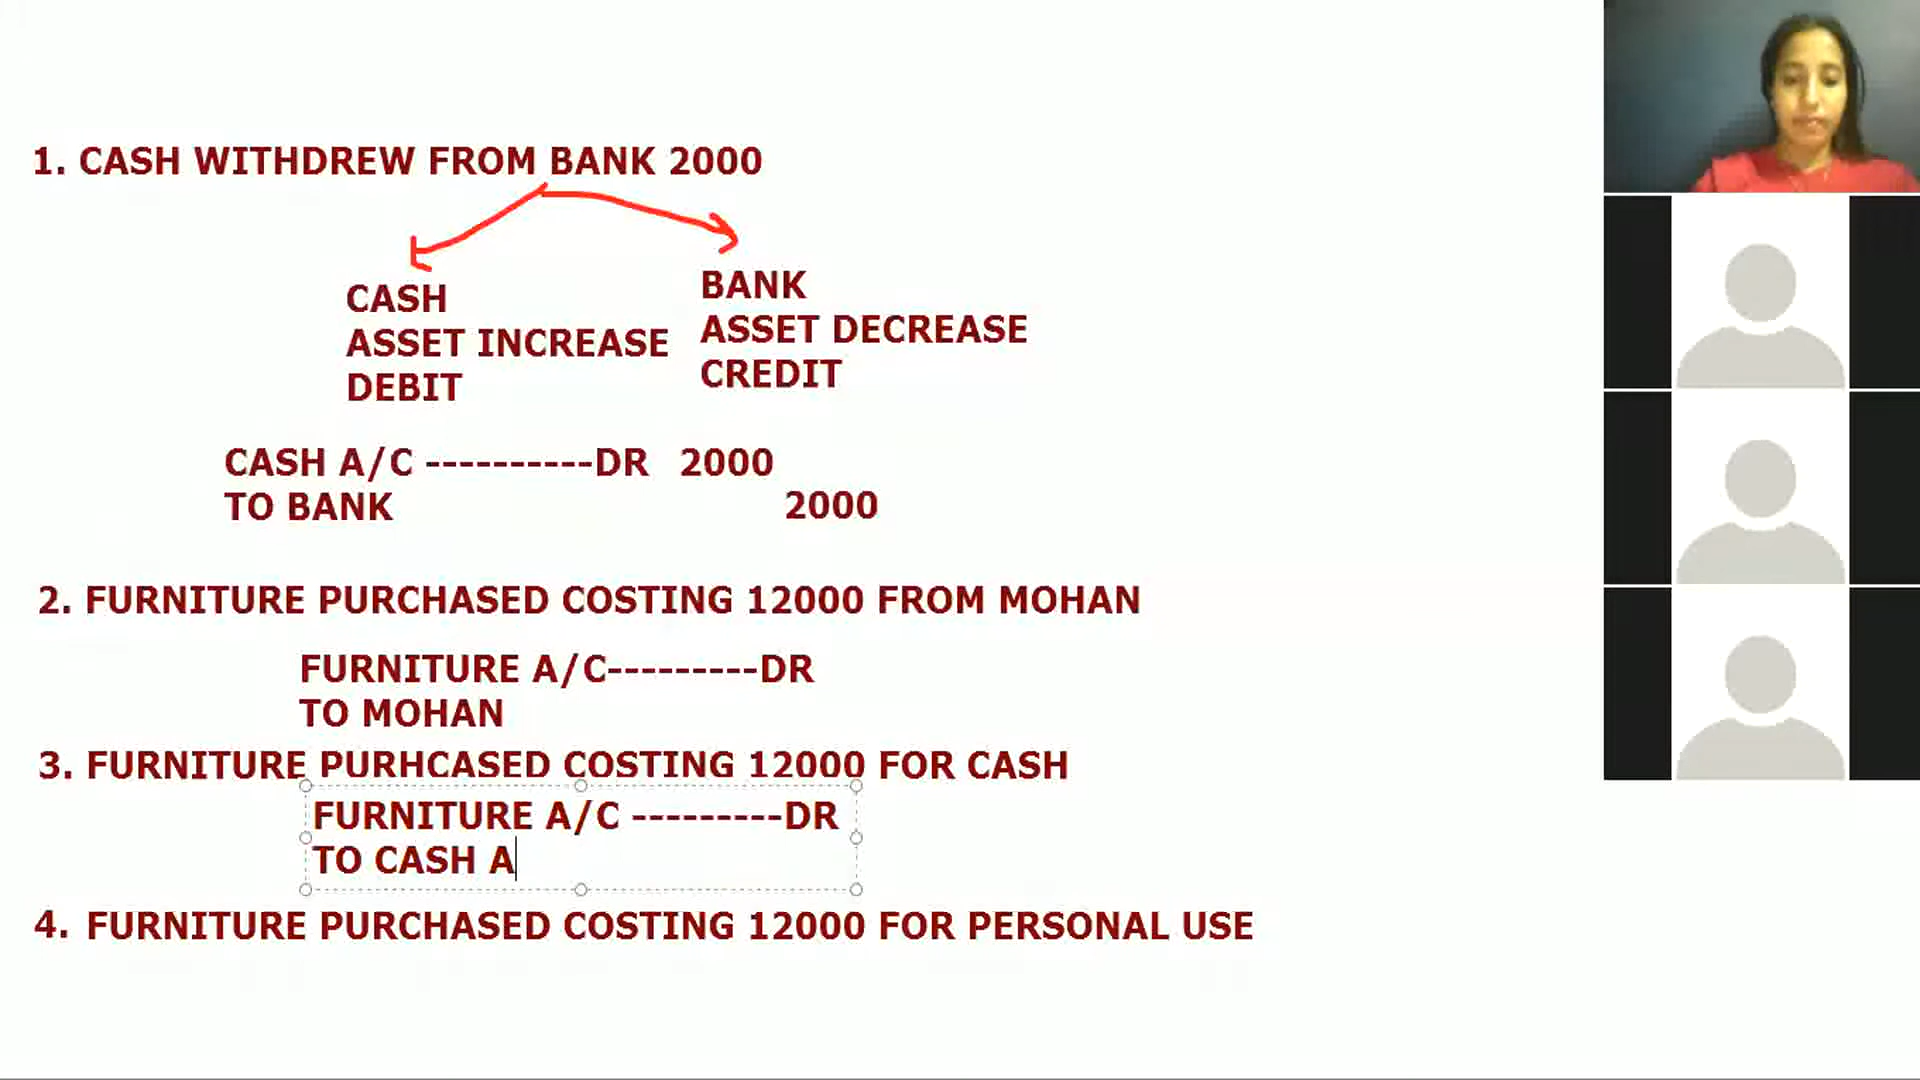 1. CASH WITHDREW FROM BANK 2000
CASH
ASSET INCREASE
DEBIT
BANK
ASSET DECREASE
CREDIT
CASH A/C ----------DR 2000
TO BANK 2000
2. FURNITURE PURCHASED COSTING 12000 FROM MOHAN
FURNITURE A/C---------DR
TO MOHAN
3. FURNITURE PURHCASED COSTING 12000 FOR CASH
FURNITURE A/C ---------DR
TO CASH A
4. FURNITURE PURCHASED COSTING 12000 FOR PERSONAL USE